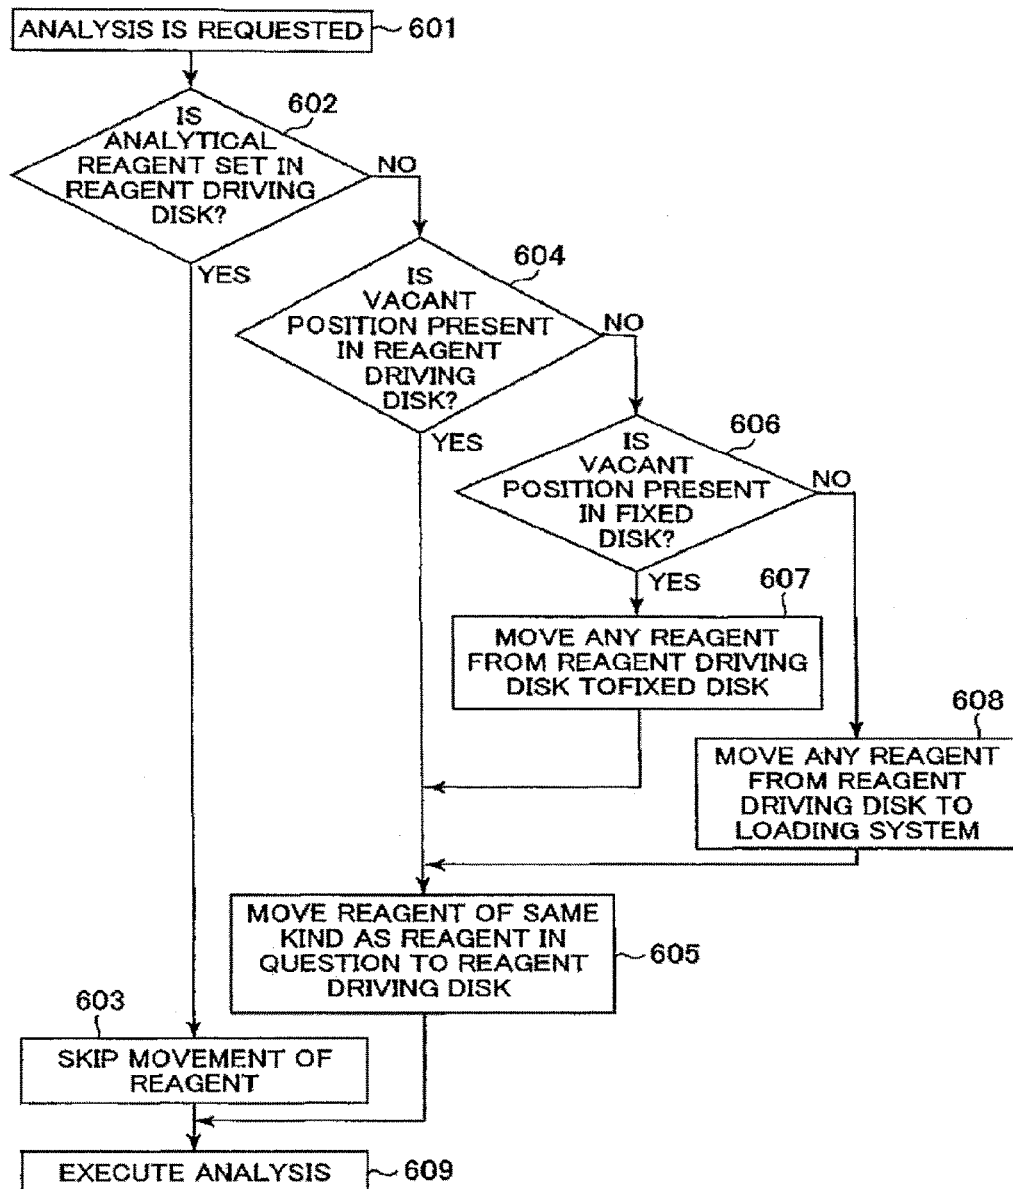 ANALYSIS IS REQUESTED
601
602
IS
ANALYTICAL
REAGENT SET IN
REAGENT DRIVING
DISK?
NO
YES
604
IS
VACANT
POSITION PRESENT
IN REAGENT
DRIVING
DISK?
NO
YES
606
IS
VACANT
POSITION PRESENT
IN FIXED
DISK?
NO
YES
607
MOVE ANY REAGENT
FROM REAGENT DRIVING
DISK TOFIXED DISK
608
MOVE ANY REAGENT
FROM REAGENT
DRIVING DISK TO
LOADING SYSTEM
MOVE REAGENT OF SAME
KIND AS REAGENT IN
QUESTION TO REAGENT
DRIVING DISK
605
603
SKIP MOVEMENT OF
REAGENT
EXECUTE ANALYSIS
609